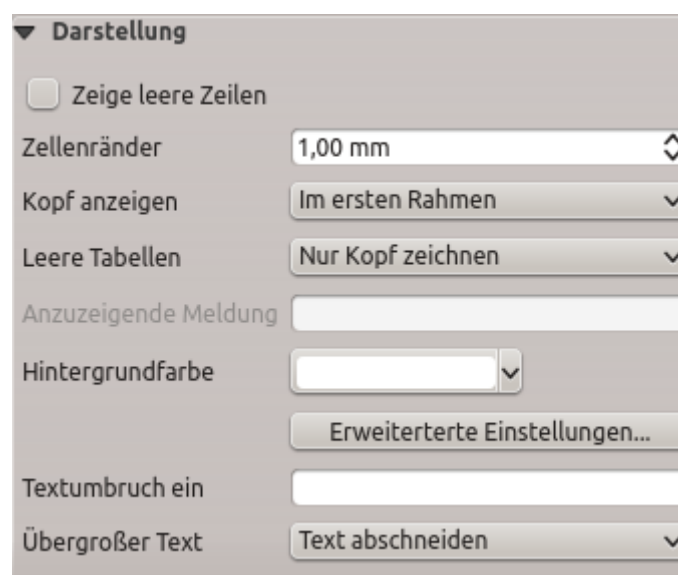 Darstellung
Zeige leere Zeilen
Zellenränder 1,00 mm
Kopf anzeigen Im ersten Rahmen
Leere Tabellen Nur Kopf zeichnen
Anzuzeigende Meldung
Hintergrundfarbe
Erweiterterte Einstellungen...
Textumbruch ein
Übergroßer Text Text abschneiden